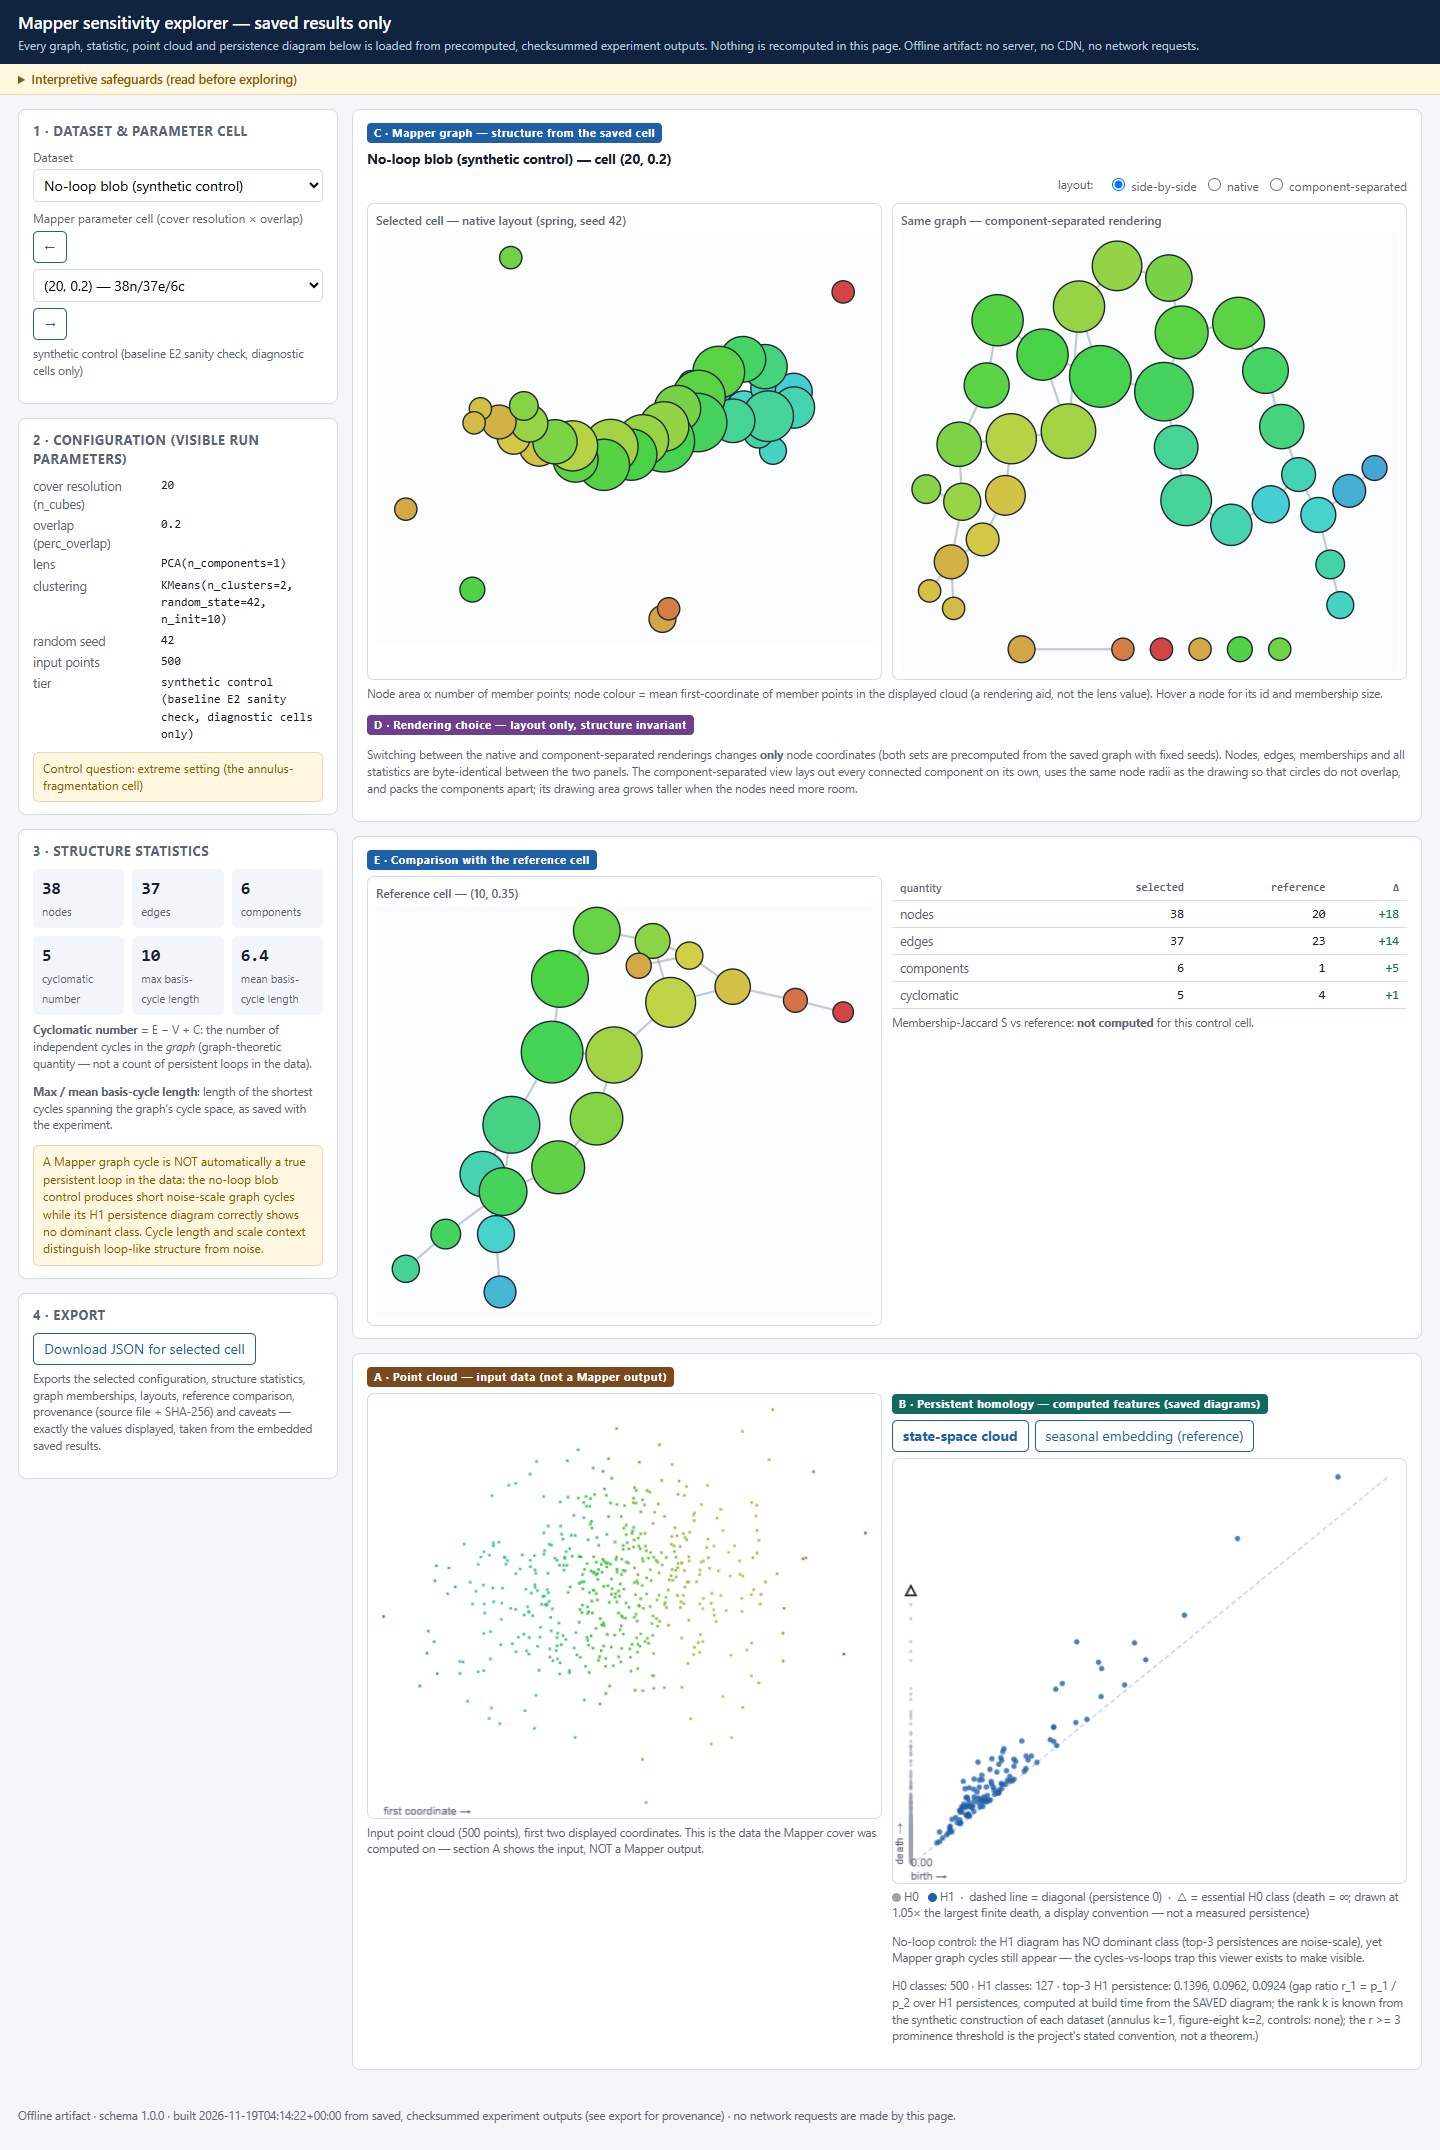 Mapper sensitivity explorer — saved results only
Every graph, statistic, point cloud and persistence diagram below is loaded from precomputed, checksummed experiment outputs. Nothing is recomputed in this page. Offline artifact: no server, no CDN, no network requests.
▶ Interpretive safeguards (read before exploring)
1 · DATASET & PARAMETER CELL
Dataset
No-loop blob (synthetic control)
Mapper parameter cell (cover resolution × overlap)
←
(20, 0.2) — 38n/37e/6c
→
synthetic control (baseline E2 sanity check, diagnostic
cells only)
2 · CONFIGURATION (VISIBLE RUN
PARAMETERS)
cover resolution
(n_cubes)
20
overlap
(perc_overlap)
0.2
lens
PCA(n_components=1)
clustering
KMeans(n_clusters=2,
random_state=42,
n_init=10)
random seed
42
input points
500
tier
synthetic control
(baseline E2 sanity
check, diagnostic cells
only)
Control question: extreme setting (the annulus-
fragmentation cell)
3 · STRUCTURE STATISTICS
38
nodes
37
edges
6
components
5
cyclomatic
number
10
max basis-
cycle length
6.4
mean basis-
cycle length
Cyclomatic number = E − V + C: the number of
independent cycles in the graph (graph-theoretic
quantity — not a count of persistent loops in the data).
Max / mean basis-cycle length: length of the shortest
cycles spanning the graph's cycle space, as saved with
the experiment.
A Mapper graph cycle is NOT automatically a true
persistent loop in the data: the no-loop blob
control produces short noise-scale graph cycles
while its H1 persistence diagram correctly shows
no dominant class. Cycle length and scale context
distinguish loop-like structure from noise.
4 · EXPORT
Download JSON for selected cell
Exports the selected configuration, structure statistics,
graph memberships, layouts, reference comparison,
provenance (source file + SHA-256) and caveats —
exactly the values displayed, taken from the embedded
saved results.
C · Mapper graph — structure from the saved cell
No-loop blob (synthetic control) — cell (20, 0.2)
layout: side-by-side native component-separated
Selected cell — native layout (spring, seed 42)
Same graph — component-separated rendering
Node area ∝ number of member points; node colour = mean first-coordinate of member points in the displayed cloud (a rendering aid, not the lens value). Hover a node for its id and membership size.
D · Rendering choice — layout only, structure invariant
Switching between the native and component-separated renderings changes only node coordinates (both sets are precomputed from the saved graph with fixed seeds). Nodes, edges, memberships and all
statistics are byte-identical between the two panels. The component-separated view lays out every connected component on its own, uses the same node radii as the drawing so that circles do not overlap,
and packs the components apart; its drawing area grows taller when the nodes need more room.
E · Comparison with the reference cell
Reference cell — (10, 0.35)
quantity selected reference Δ
nodes 38 20 +18
edges 37 23 +14
components 6 1 +5
cyclomatic 5 4 +1
Membership-Jaccard S vs reference: not computed for this control cell.
A · Point cloud — input data (not a Mapper output)
first coordinate →
Input point cloud (500 points), first two displayed coordinates. This is the data the Mapper cover was
computed on — section A shows the input, NOT a Mapper output.
B · Persistent homology — computed features (saved diagrams)
state-space cloud
seasonal embedding (reference)
death →
0.00
birth →
H0 H1 · dashed line = diagonal (persistence 0) · △ = essential H0 class (death = ∞; drawn at
1.05× the largest finite death, a display convention — not a measured persistence)
No-loop control: the H1 diagram has NO dominant class (top-3 persistences are noise-scale), yet
Mapper graph cycles still appear — the cycles-vs-loops trap this viewer exists to make visible.
H0 classes: 500 · H1 classes: 127 · top-3 H1 persistence: 0.1396, 0.0962, 0.0924 (gap ratio r_1 = p_1 /
p_2 over H1 persistences, computed at build time from the SAVED diagram; the rank k is known from
the synthetic construction of each dataset (annulus k=1, figure-eight k=2, controls: none); the r >= 3
prominence threshold is the project's stated convention, not a theorem.)
Offline artifact · schema 1.0.0 · built 2026-11-19T04:14:22+00:00 from saved, checksummed experiment outputs (see export for provenance) · no network requests are made by this page.